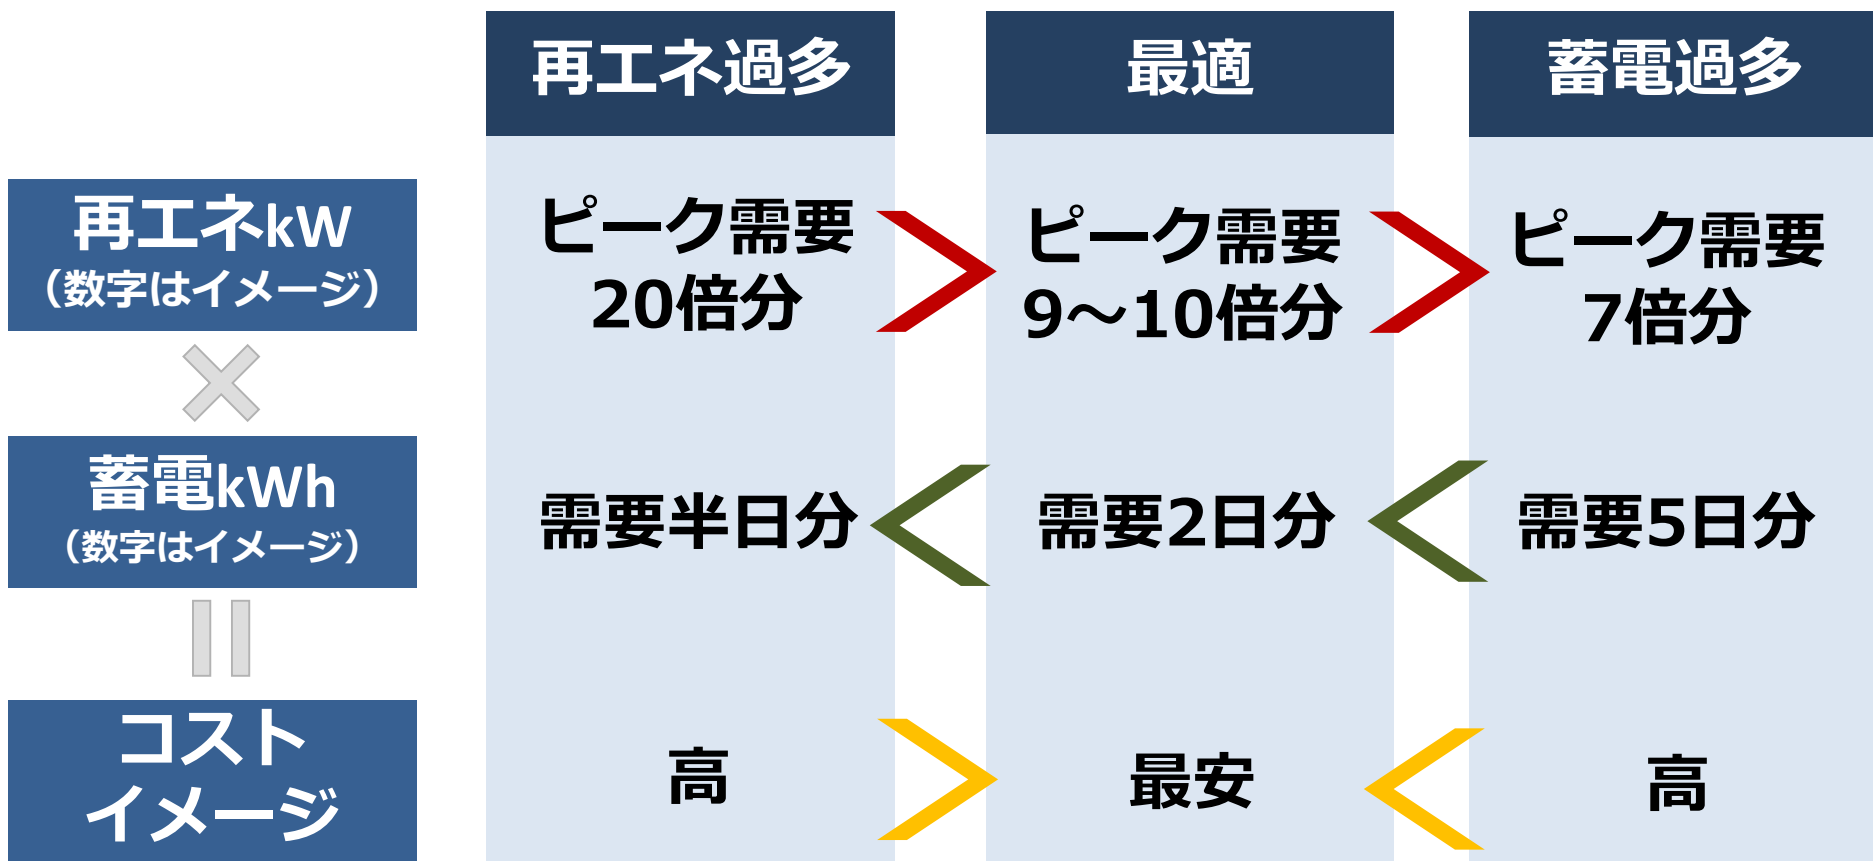 再エネ過多
最適
蓄電過多
再エネkW
（数字はイメージ）
ピーク需要
20倍分
ピーク需要
9～10倍分
ピーク需要
7倍分
蓄電kWh
（数字はイメージ）
需要半日分
需要2日分
需要5日分
コスト
イメージ
高
最安
高